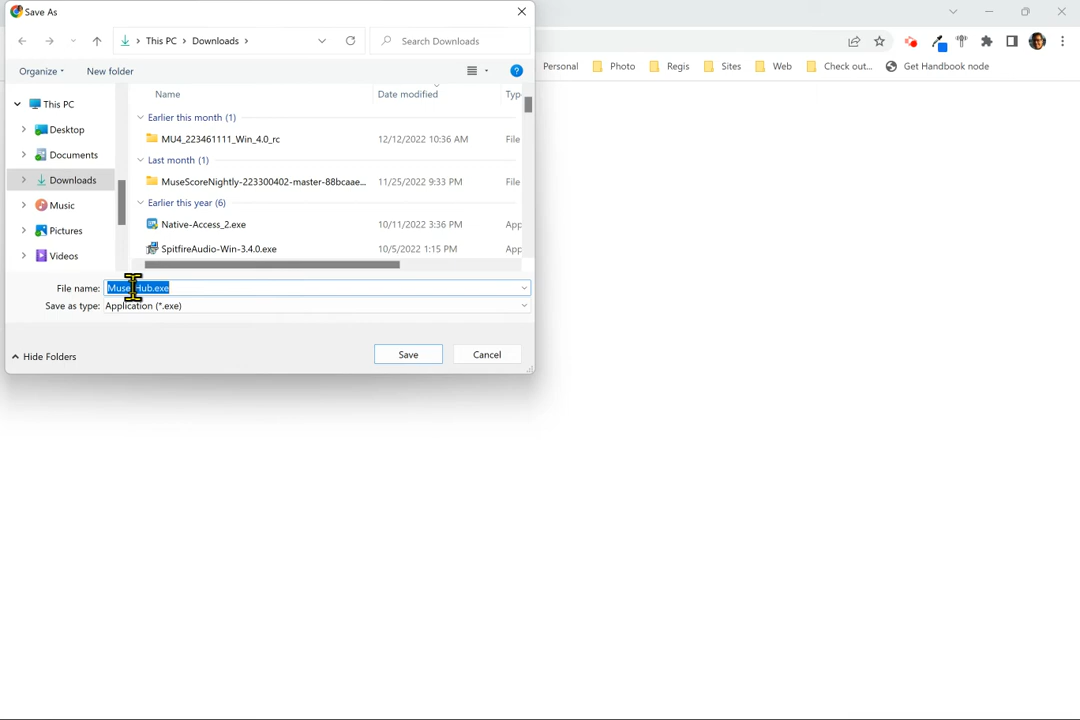 Save As
This PC > Downloads >
Search Downloads
Organize
New folder
Personal
Photo
Regis
Sites
Web
Check out...
Get Handbook node
Name
Date modified
Typ
This PC
Desktop
Documents
Downloads
Music
Pictures
Videos
Earlier this month (1)
MU4_223461111_Win_4.0_rc 12/12/2022 10:36 AM File
Last month (1)
MuseScoreNightly-223300402-master-88bcaae... 11/25/2022 9:33 PM File
Earlier this year (6)
Native-Access_2.exe 10/11/2022 3:36 PM App
SpitfireAudio-Win-3.4.0.exe 10/5/2022 1:15 PM App
File name: Muse_Hub.exe
Save as type: Application (*.exe)
Hide Folders
Save
Cancel